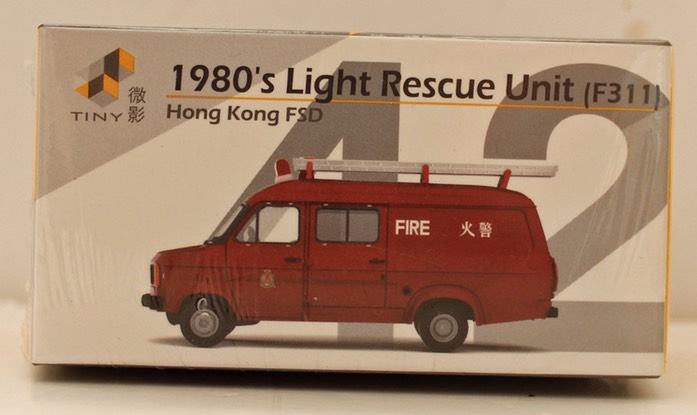 TINY 微影
1980's Light Rescue Unit (F311)
Hong Kong FSD
42
FIRE 火警